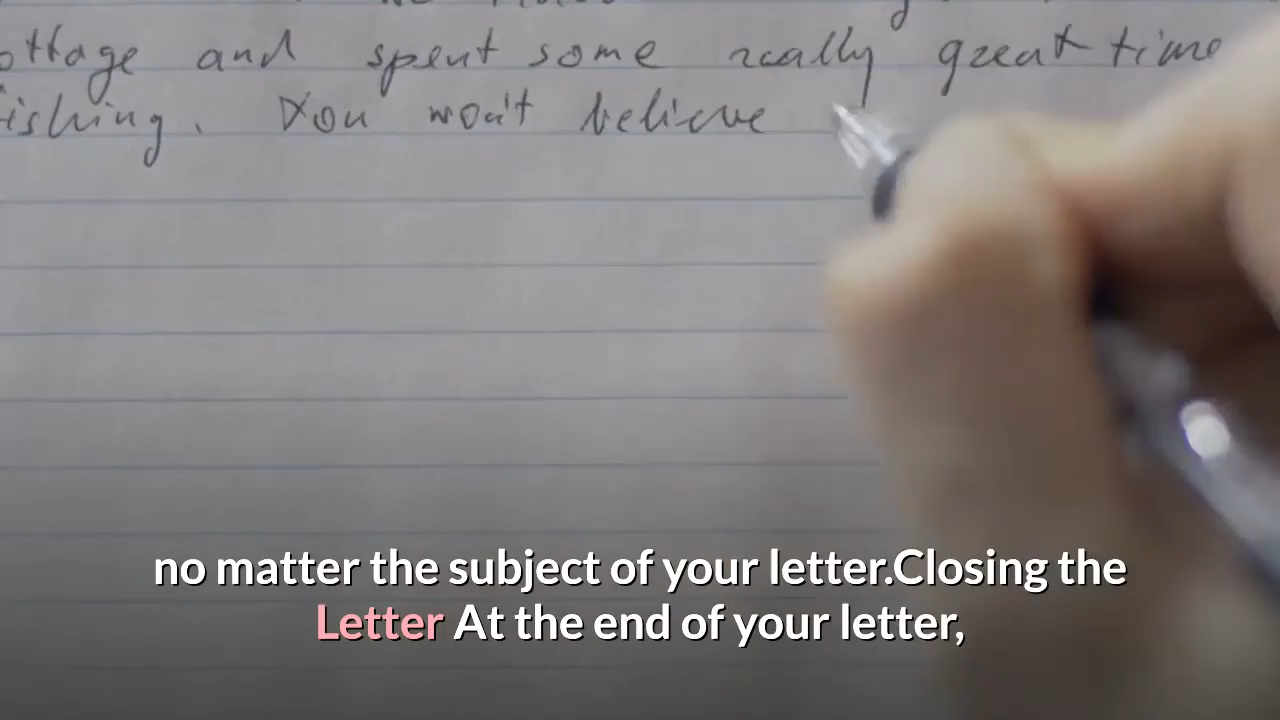 ottage and spent some really great time
ishing. You won't believe
no matter the subject of your letter.Closing the
Letter At the end of your letter,